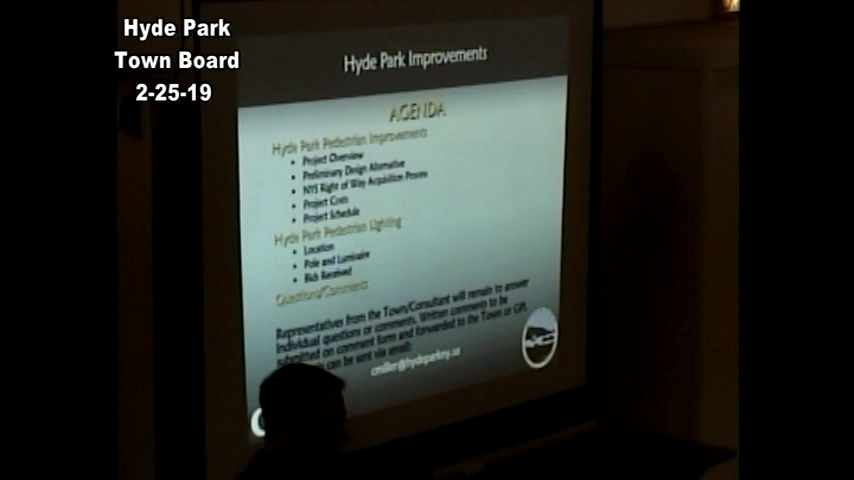 Hyde Park
Town Board
2-25-19
Hyde Park Improvements
AGENDA
Hyde Park Pedestrian Improvements
• Project Overview
• Preliminary Design Alternative
• NYS Right of Way Acquisition Process
• Project Costs
• Project Schedule
Hyde Park Pedestrian Lighting
• Location
• Pole and Luminaire
• Bids Received
Questions/Comments
Representatives from the Town/Consultant will remain to answer
individual questions or comments. Written comments to be
submitted on comment form and forwarded to the Town or GPI.
can be sent via email:
cmiller@hydeparkny.us